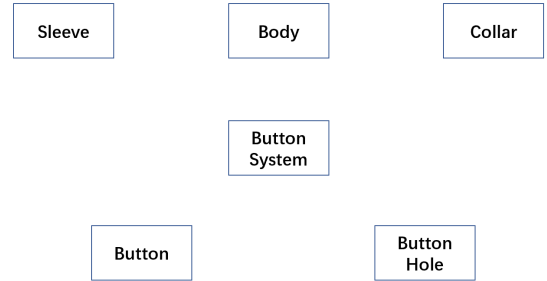 Sleeve
Body
Collar
Button
System
Button
Button
Hole